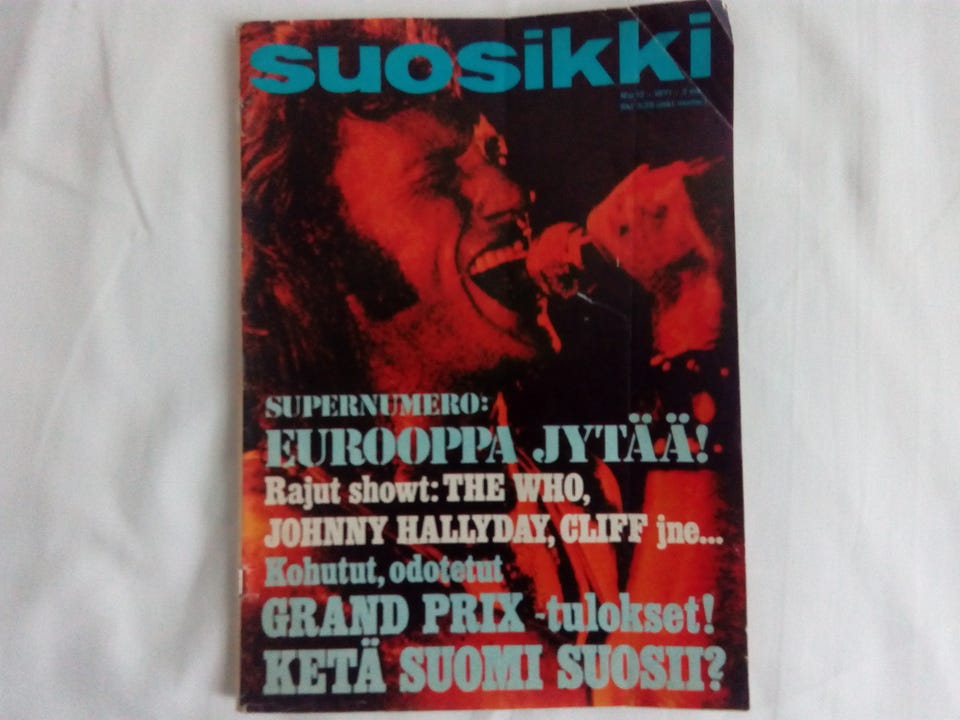 suosikki
SUPERNUMERO:
EUROOPPA JYTÄÄ!
Rajut showt: THE WHO,
JOHNNY HALLYDAY, CLIFF jne...
Kohutut, odotetut
GRAND PRIX -tulokset!
KETÄ SUOMI SUOSII?